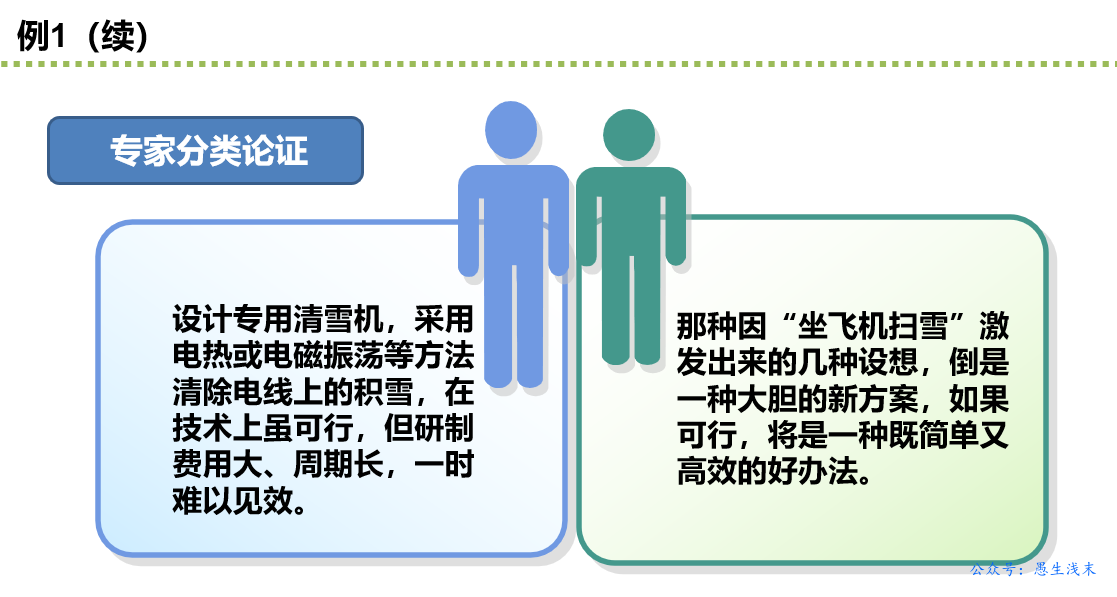 例1（续）
专家分类论证
设计专用清雪机，采用
电热或电磁振荡等方法
清除电线上的积雪，在
技术上虽可行，但研制
费用大、周期长，一时
难以见效。
那种因“坐飞机扫雪”激
发出来的几种设想，倒是
一种大胆的新方案，如果
可行，将是一种既简单又
高效的好办法。
公众号：愚生浅末